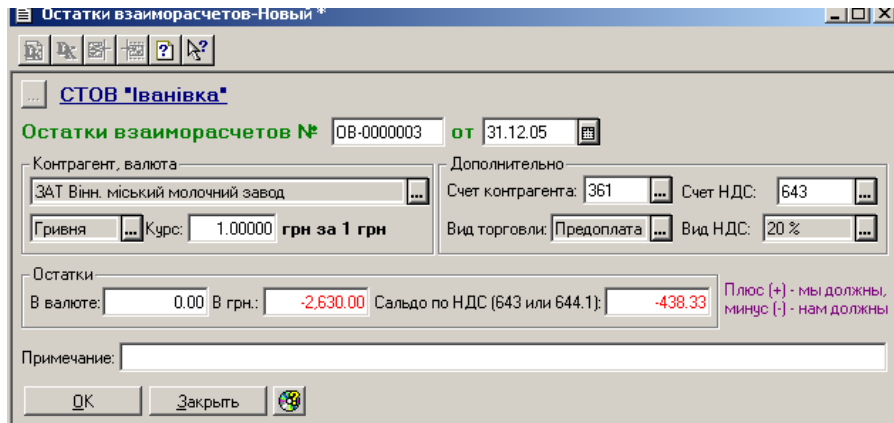 Остатки взаиморасчетов-Новый *
... СТОВ "Іванівка"
Остатки взаиморасчетов № ОВ-0000003 от 31.12.05
Контрагент, валюта
ЗАТ Вінн. міський молочний завод ...
Гривня ... Курс: 1.00000 грн за 1 грн
Дополнительно
Счет контрагента: 361 ... Счет НДС: 643 ...
Вид торговли: Предоплата ... Вид НДС: 20 % ...
Остатки
В валюте: 0.00 В грн.: -2,630.00 Сальдо по НДС (643 или 644.1): -438.33
Плюс (+) - мы должны,
минус (-) - нам должны
Примечание:
OK Закрыть